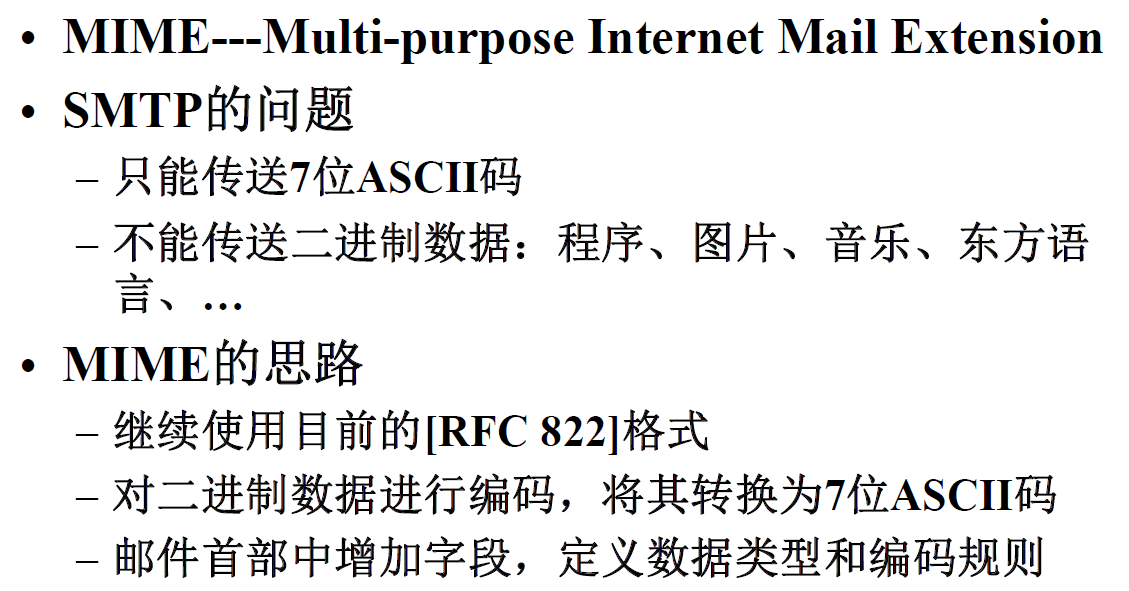 • MIME---Multi-purpose Internet Mail Extension
• SMTP的问题
– 只能传送7位ASCII码
– 不能传送二进制数据：程序、图片、音乐、东方语
言、…
• MIME的思路
– 继续使用目前的[RFC 822]格式
– 对二进制数据进行编码，将其转换为7位ASCII码
– 邮件首部中增加字段，定义数据类型和编码规则